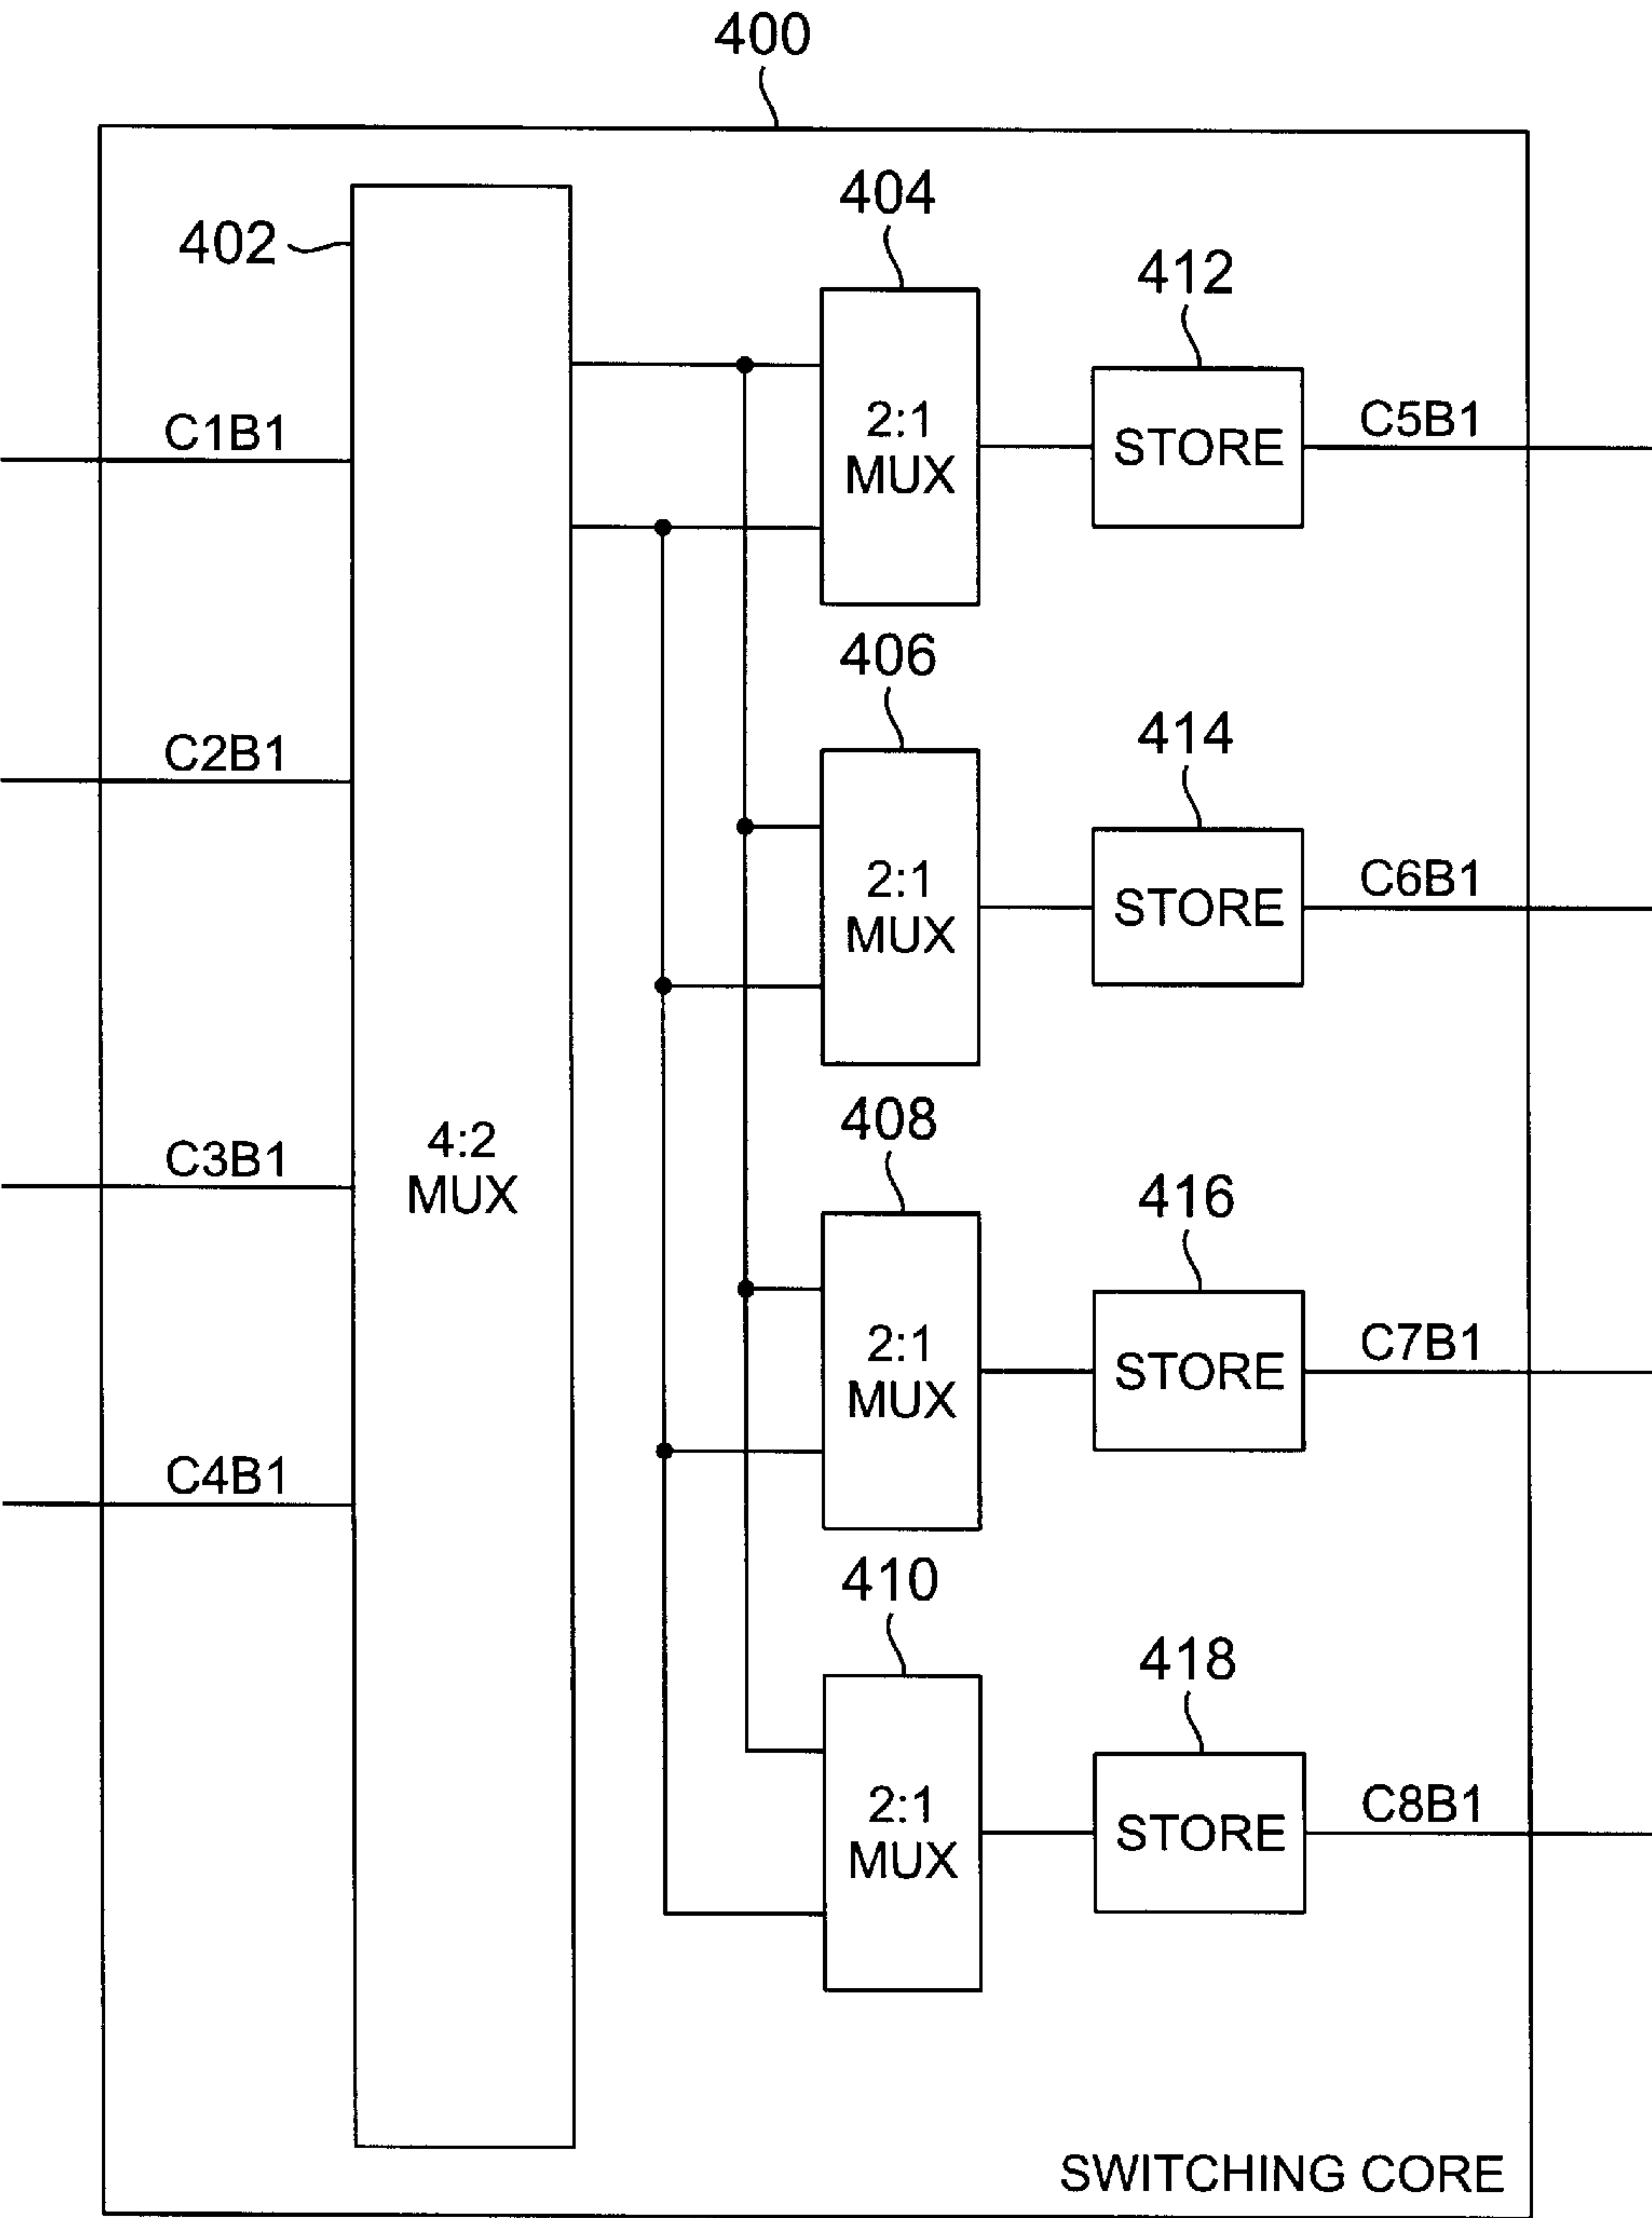 400
404
402
412
2:1
MUX
STORE
C5B1
C1B1
406
414
C2B1
2:1
MUX
STORE
C6B1
408
4:2
MUX
C3B1
416
2:1
MUX
STORE
C7B1
C4B1
410
418
2:1
MUX
STORE
C8B1
SWITCHING CORE